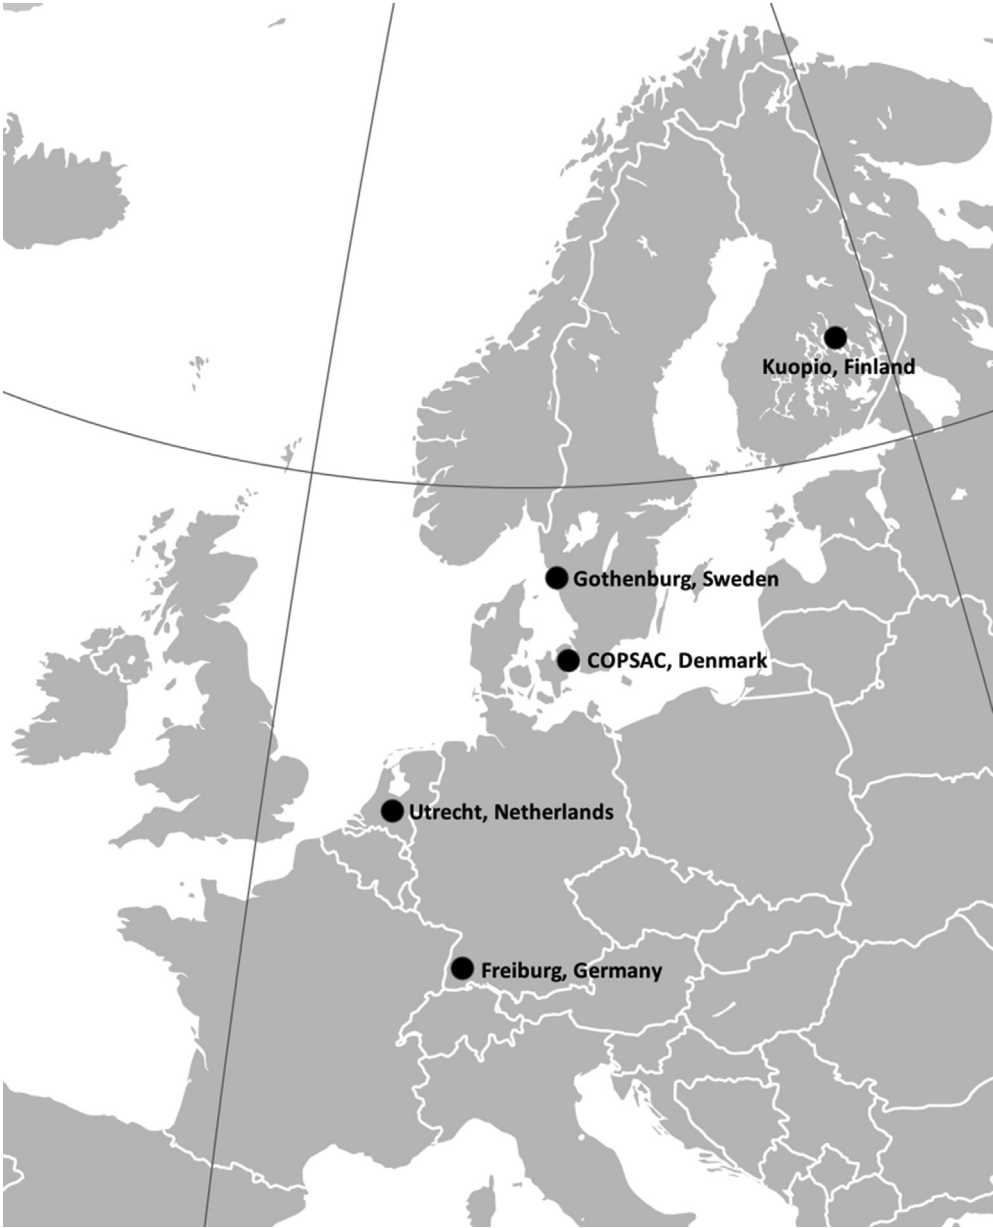 Kuopio, Finland
Gothenburg, Sweden
COPSAC, Denmark
Utrecht, Netherlands
Freiburg, Germany